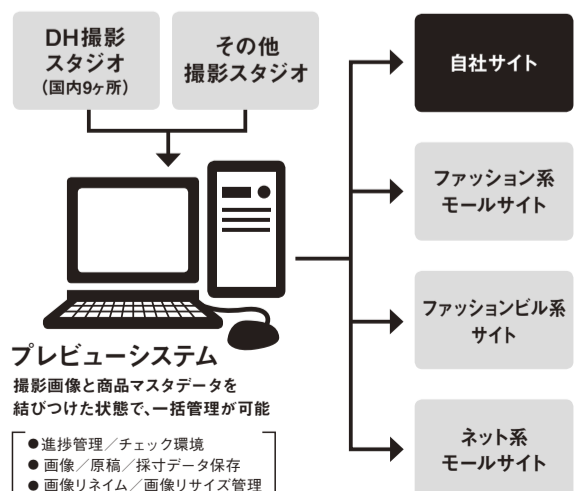 DH撮影
スタジオ
（国内9ヶ所）
その他
撮影スタジオ
自社サイト
ファッション系
モールサイト
ファッションビル系
サイト
ネット系
モールサイト
プレビューシステム
撮影画像と商品マスタデータを
結びつけた状態で、一括管理が可能
●進捗管理／チェック環境
●画像／原稿／採寸データ保存
●画像リネイム／画像リサイズ管理